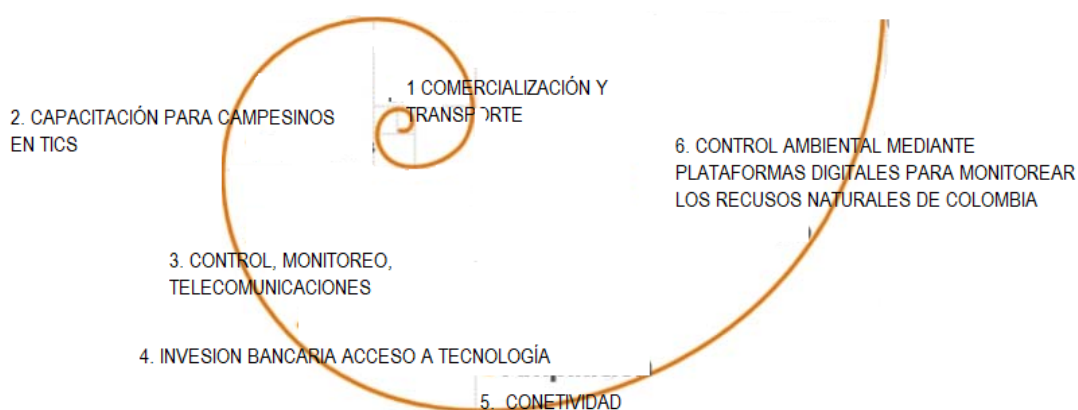 1 COMERCIALIZACIÓN Y
TRANSPORTE
2. CAPACITACIÓN PARA CAMPESINOS
EN TICS
3. CONTROL, MONITOREO,
TELECOMUNICACIONES
4. INVESION BANCARIA ACCESO A TECNOLOGÍA
5. CONETIVIDAD
6. CONTROL AMBIENTAL MEDIANTE
PLATAFORMAS DIGITALES PARA MONITOREAR
LOS RECUSOS NATURALES DE COLOMBIA